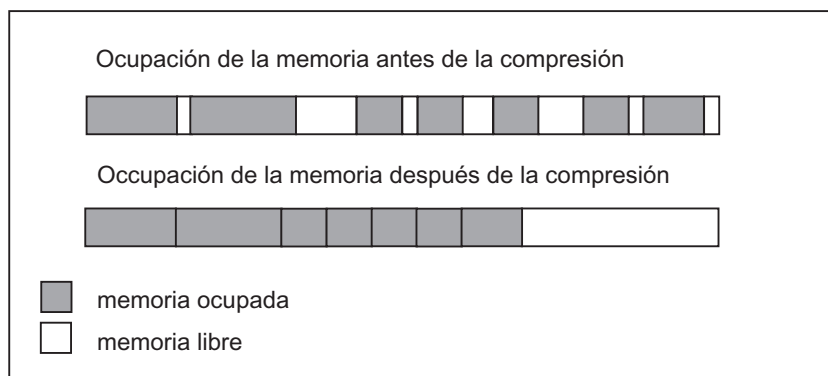 Ocupación de la memoria antes de la compresión
Occupación de la memoria después de la compresión
memoria ocupada
memoria libre